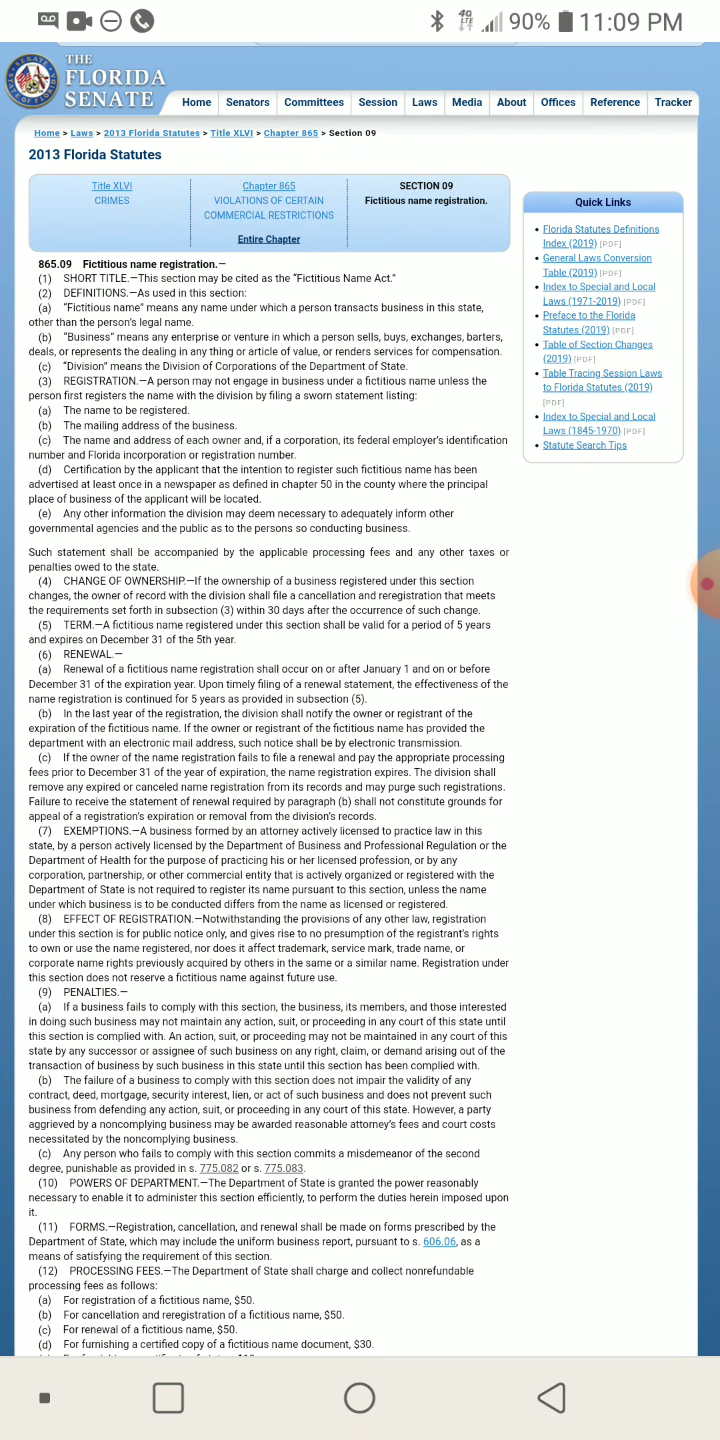 4G
LTE
90%
11:09 PM
THE
FLORIDA
SENATE
Home Senators Committees Session Laws Media About Offices Reference Tracker
Home > Laws > 2013 Florida Statutes > Title XLVI > Chapter 865 > Section 09
2013 Florida Statutes
Title XLVI
CRIMES
Chapter 865
VIOLATIONS OF CERTAIN
COMMERCIAL RESTRICTIONS
Entire Chapter
SECTION 09
Fictitious name registration.
865.09 Fictitious name registration.—
(1) SHORT TITLE.—This section may be cited as the “Fictitious Name Act.”
(2) DEFINITIONS.—As used in this section:
(a) “Fictitious name” means any name under which a person transacts business in this state,
other than the person’s legal name.
(b) “Business” means any enterprise or venture in which a person sells, buys, exchanges, barters,
deals, or represents the dealing in any thing or article of value, or renders services for compensation.
(c) “Division” means the Division of Corporations of the Department of State.
(3) REGISTRATION.—A person may not engage in business under a fictitious name unless the
person first registers the name with the division by filing a sworn statement listing:
(a) The name to be registered.
(b) The mailing address of the business.
(c) The name and address of each owner and, if a corporation, its federal employer’s identification
number and Florida incorporation or registration number.
(d) Certification by the applicant that the intention to register such fictitious name has been
advertised at least once in a newspaper as defined in chapter 50 in the county where the principal
place of business of the applicant will be located.
(e) Any other information the division may deem necessary to adequately inform other
governmental agencies and the public as to the persons so conducting business.
Such statement shall be accompanied by the applicable processing fees and any other taxes or
penalties owed to the state.
(4) CHANGE OF OWNERSHIP.—If the ownership of a business registered under this section
changes, the owner of record with the division shall file a cancellation and reregistration that meets
the requirements set forth in subsection (3) within 30 days after the occurrence of such change.
(5) TERM.—A fictitious name registered under this section shall be valid for a period of 5 years
and expires on December 31 of the 5th year.
(6) RENEWAL.—
(a) Renewal of a fictitious name registration shall occur on or after January 1 and on or before
December 31 of the expiration year. Upon timely filing of a renewal statement, the effectiveness of the
name registration is continued for 5 years as provided in subsection (5).
(b) In the last year of the registration, the division shall notify the owner or registrant of the
expiration of the fictitious name. If the owner or registrant of the fictitious name has provided the
department with an electronic mail address, such notice shall be by electronic transmission.
(c) If the owner of the name registration fails to file a renewal and pay the appropriate processing
fees prior to December 31 of the year of expiration, the name registration expires. The division shall
remove any expired or canceled name registration from its records and may purge such registrations.
Failure to receive the statement of renewal required by paragraph (b) shall not constitute grounds for
appeal of a registration’s expiration or removal from the division’s records.
(7) EXEMPTIONS.—A business formed by an attorney actively licensed to practice law in this
state, by a person actively licensed by the Department of Business and Professional Regulation or the
Department of Health for the purpose of practicing his or her licensed profession, or by any
corporation, partnership, or other commercial entity that is actively organized or registered with the
Department of State is not required to register its name pursuant to this section, unless the name
under which business is to be conducted differs from the name as licensed or registered.
(8) EFFECT OF REGISTRATION.—Notwithstanding the provisions of any other law, registration
under this section is for public notice only, and gives rise to no presumption of the registrant’s rights
to own or use the name registered, nor does it affect trademark, service mark, trade name, or
corporate name rights previously acquired by others in the same or a similar name. Registration under
this section does not reserve a fictitious name against future use.
(9) PENALTIES.—
(a) If a business fails to comply with this section, the business, its members, and those interested
in doing such business may not maintain any action, suit, or proceeding in any court of this state until
this section is complied with. An action, suit, or proceeding may not be maintained in any court of this
state by any successor or assignee of such business on any right, claim, or demand arising out of the
transaction of business by such business in this state until this section has been complied with.
(b) The failure of a business to comply with this section does not impair the validity of any
contract, deed, mortgage, security interest, lien, or act of such business and does not prevent such
business from defending any action, suit, or proceeding in any court of this state. However, a party
aggrieved by a noncomplying business may be awarded reasonable attorney’s fees and court costs
necessitated by the noncomplying business.
(c) Any person who fails to comply with this section commits a misdemeanor of the second
degree, punishable as provided in s. 775.082 or s. 775.083.
(10) POWERS OF DEPARTMENT.—The Department of State is granted the power reasonably
necessary to enable it to administer this section efficiently, to perform the duties herein imposed upon
it.
(11) FORMS.—Registration, cancellation, and renewal shall be made on forms prescribed by the
Department of State, which may include the uniform business report, pursuant to s. 606.06, as a
means of satisfying the requirement of this section.
(12) PROCESSING FEES.—The Department of State shall charge and collect nonrefundable
processing fees as follows:
(a) For registration of a fictitious name, $50.
(b) For cancellation and reregistration of a fictitious name, $50.
(c) For renewal of a fictitious name, $50.
(d) For furnishing a certified copy of a fictitious name document, $30.
Quick Links
Florida Statutes Definitions
Index (2019) [PDF]
General Laws Conversion
Table (2019) [PDF]
Index to Special and Local
Laws (1971-2019) [PDF]
Preface to the Florida
Statutes (2019) [PDF]
Table of Section Changes
(2019) [PDF]
Table Tracing Session Laws
to Florida Statutes (2019)
[PDF]
Index to Special and Local
Laws (1845-1970) [PDF]
Statute Search Tips